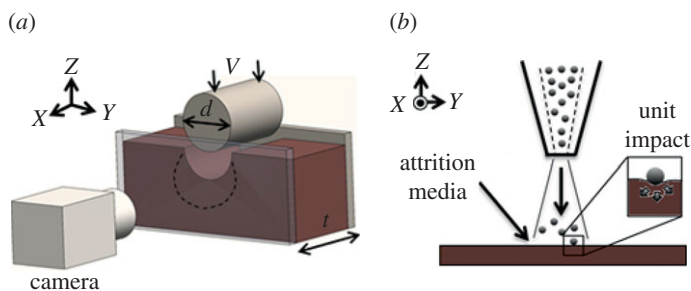 (a)
Z
X
Y
V
d
t
camera
(b)
Z
X
Y
attrition
media
unit
impact